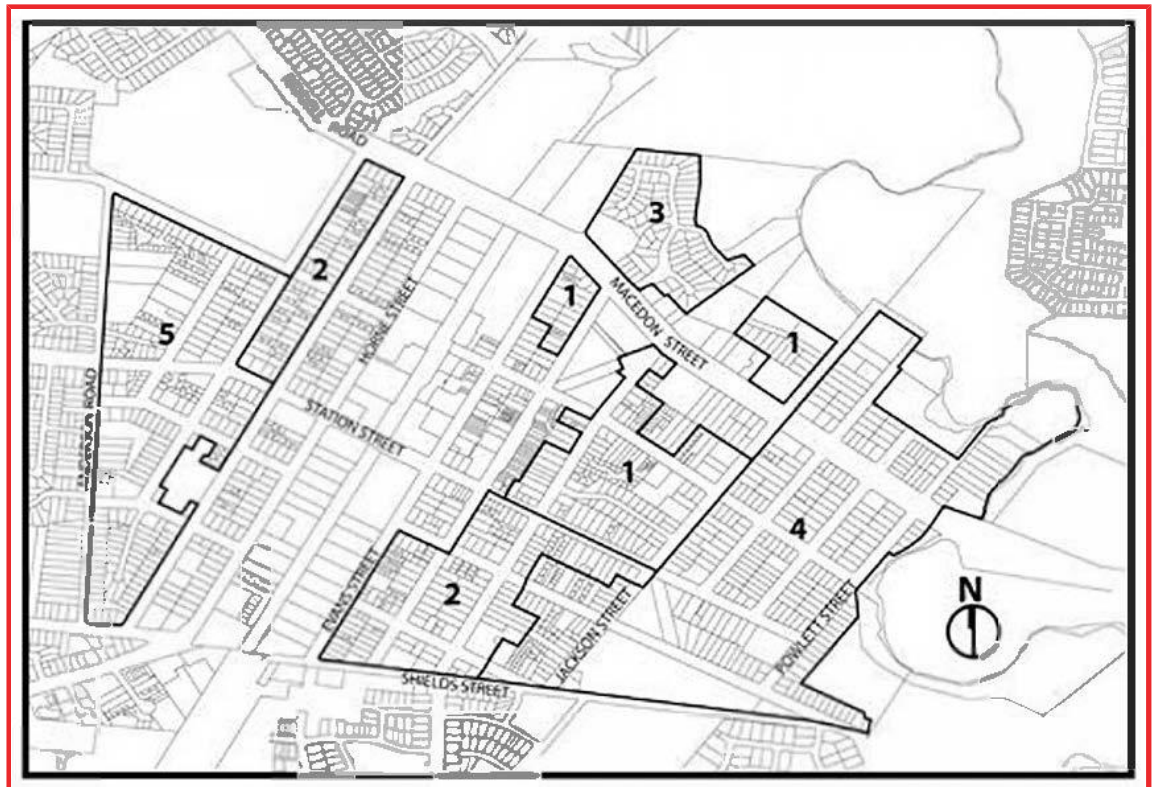 ROAD
3
2
1
MACEDON STREET
1
5
HORNE STREET
ROAD
STATION STREET
1
4
N
EVANS STREET
2
JACKSON STREET
POWLETT STREET
SHIELDS STREET